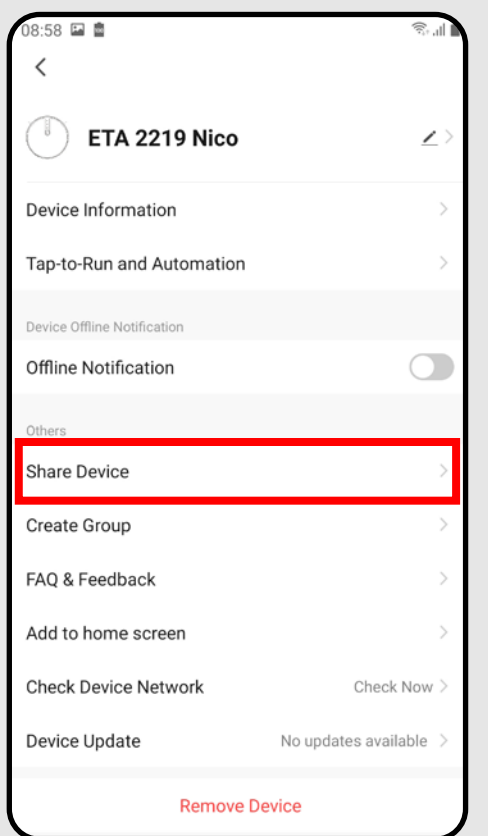 08:58
ETA 2219 Nico
Device Information
Tap-to-Run and Automation
Device Offline Notification
Offline Notification
Others
Share Device
Create Group
FAQ & Feedback
Add to home screen
Check Device Network Check Now
Device Update No updates available
Remove Device